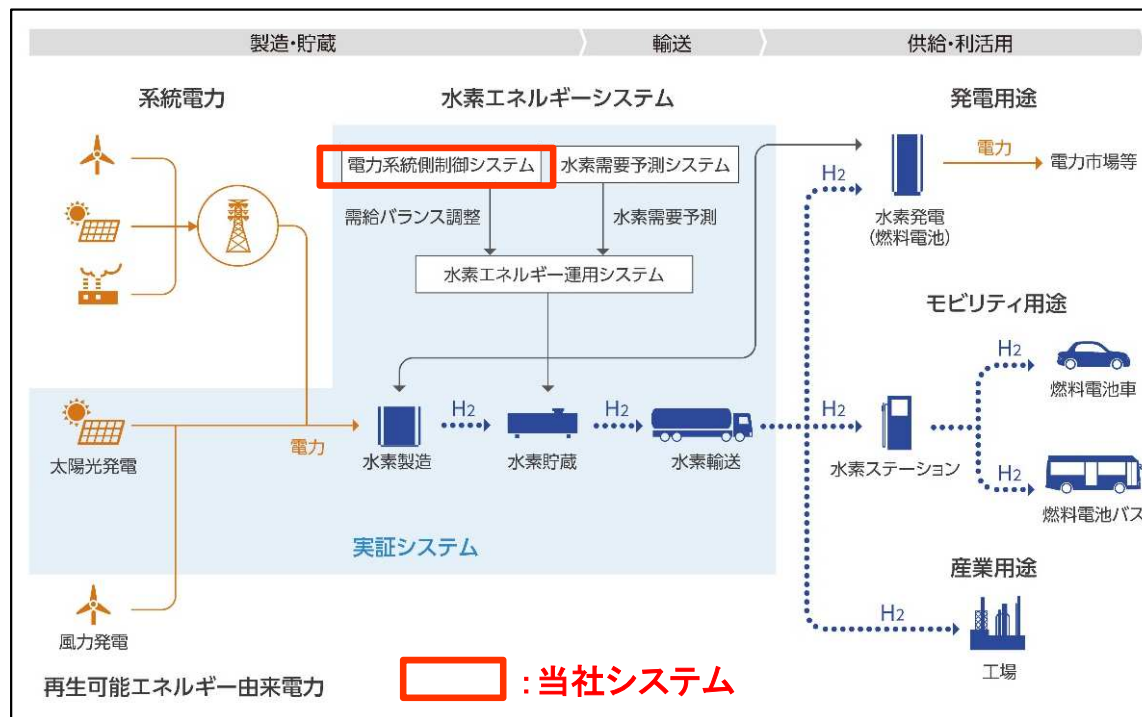 製造・貯蔵
輸送
供給・利活用
系統電力
水素エネルギーシステム
発電用途
電力系統側制御システム
水素需要予測システム
需給バランス調整
水素需要予測
水素エネルギー運用システム
H2
電力
電力市場等
水素発電
(燃料電池)
モビリティ用途
H2
燃料電池車
太陽光発電
電力
水素製造
H2
水素貯蔵
H2
水素輸送
H2
水素ステーション
H2
燃料電池バス
実証システム
産業用途
H2
工場
風力発電
再生可能エネルギー由来電力
:当社システム